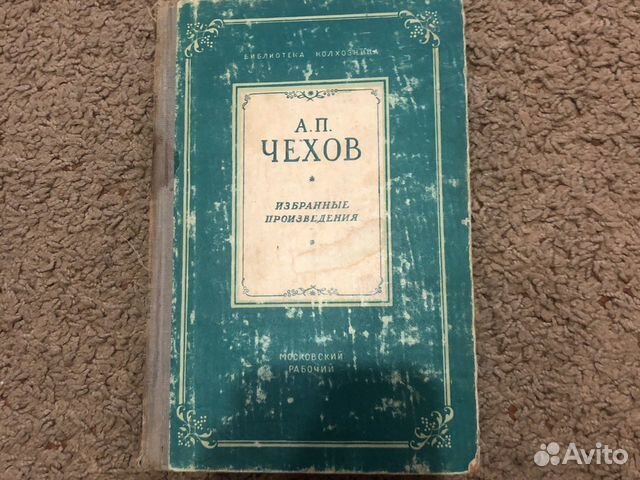 БИБЛИОТЕКА КОЛХОЗНИКА
А.П.
ЧЕХОВ
ИЗБРАННЫЕ
ПРОИЗВЕДЕНИЯ
МОСКОВСКИЙ
РАБОЧИЙ
Avito